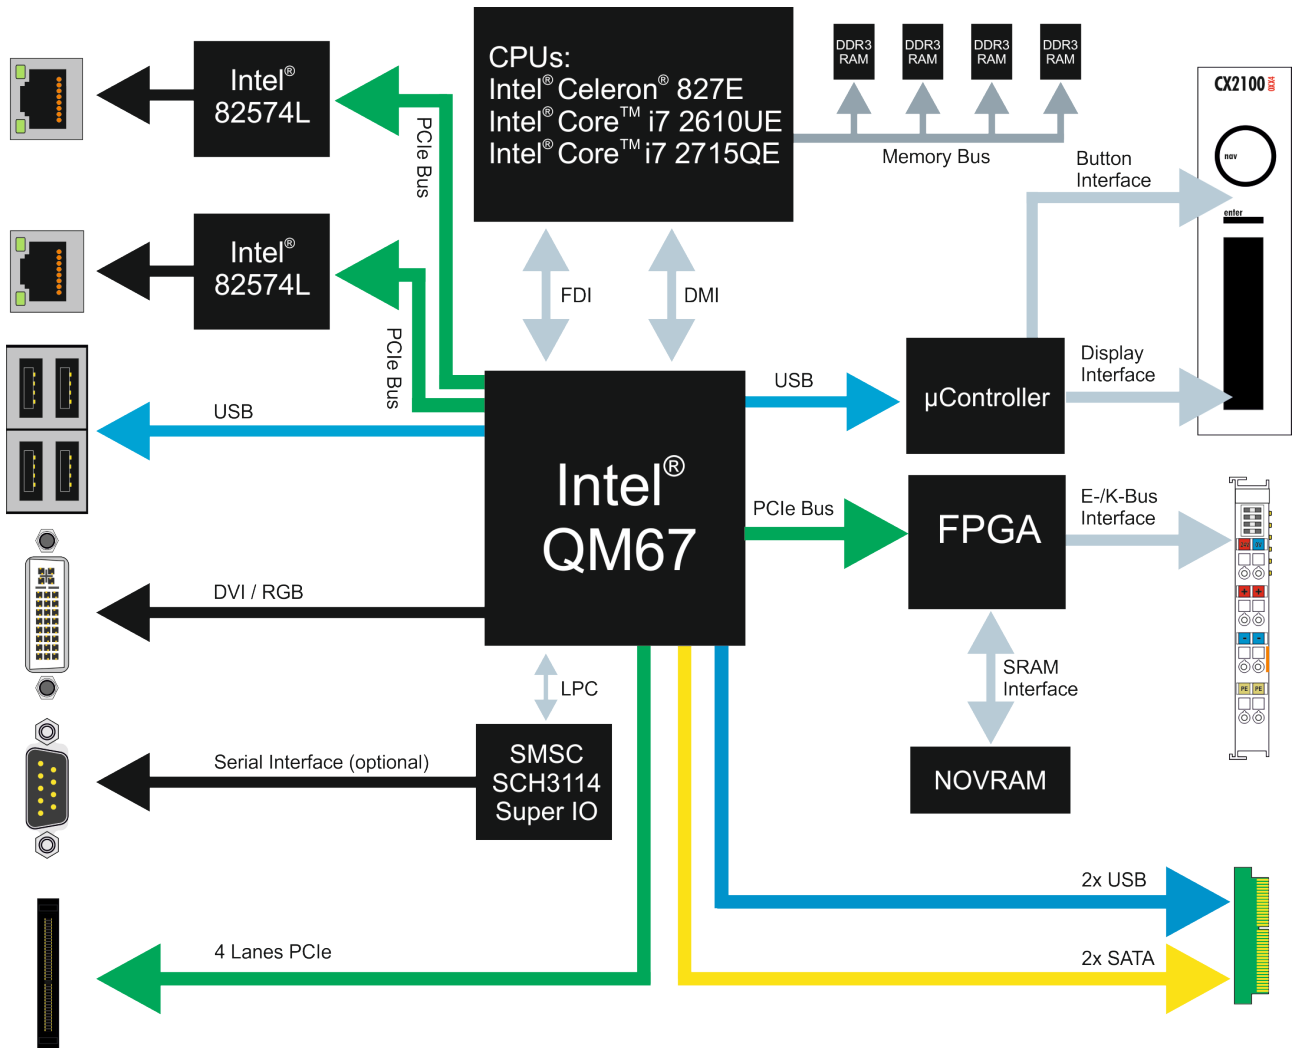 Intel®
82574L
PCIe Bus
CPUs:
Intel® Celeron® 827E
Intel® Core™ i7 2610UE
Intel® Core™ i7 2715QE
DDR3
RAM
DDR3
RAM
DDR3
RAM
DDR3
RAM
Memory Bus
CX2100
Button
Interface
nav
enter
Intel®
82574L
PCIe Bus
FDI
DMI
USB
USB
µController
Display
Interface
Intel®
QM67
PCIe Bus
FPGA
E-/K-Bus
Interface
DVI / RGB
LPC
SRAM
Interface
+ +
- -
PE PE
Serial Interface (optional)
SMSC
SCH3114
Super IO
NOVRAM
2x USB
4 Lanes PCIe
2x SATA